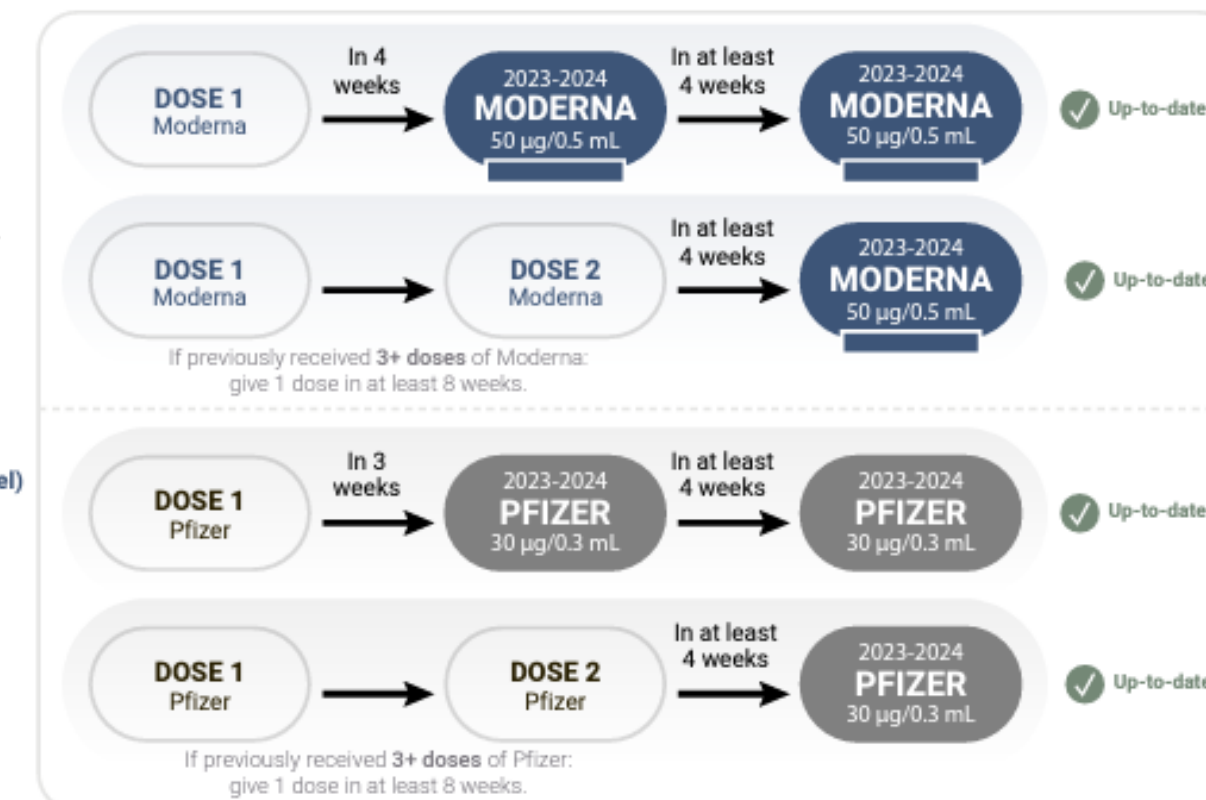 DOSE 1
Moderna
In 4
weeks
2023-2024
MODERNA
50 µg/0.5 mL
In at least
4 weeks
2023-2024
MODERNA
50 µg/0.5 mL
Up-to-date
DOSE 1
Moderna
DOSE 2
Moderna
In at least
4 weeks
2023-2024
MODERNA
50 µg/0.5 mL
Up-to-date
If previously received 3+ doses of Moderna:
give 1 dose in at least 8 weeks.
el)
DOSE 1
Pfizer
In 3
weeks
2023-2024
PFIZER
30 µg/0.3 mL
In at least
4 weeks
2023-2024
PFIZER
30 µg/0.3 mL
Up-to-date
DOSE 1
Pfizer
DOSE 2
Pfizer
In at least
4 weeks
2023-2024
PFIZER
30 µg/0.3 mL
Up-to-date
If previously received 3+ doses of Pfizer:
give 1 dose in at least 8 weeks.